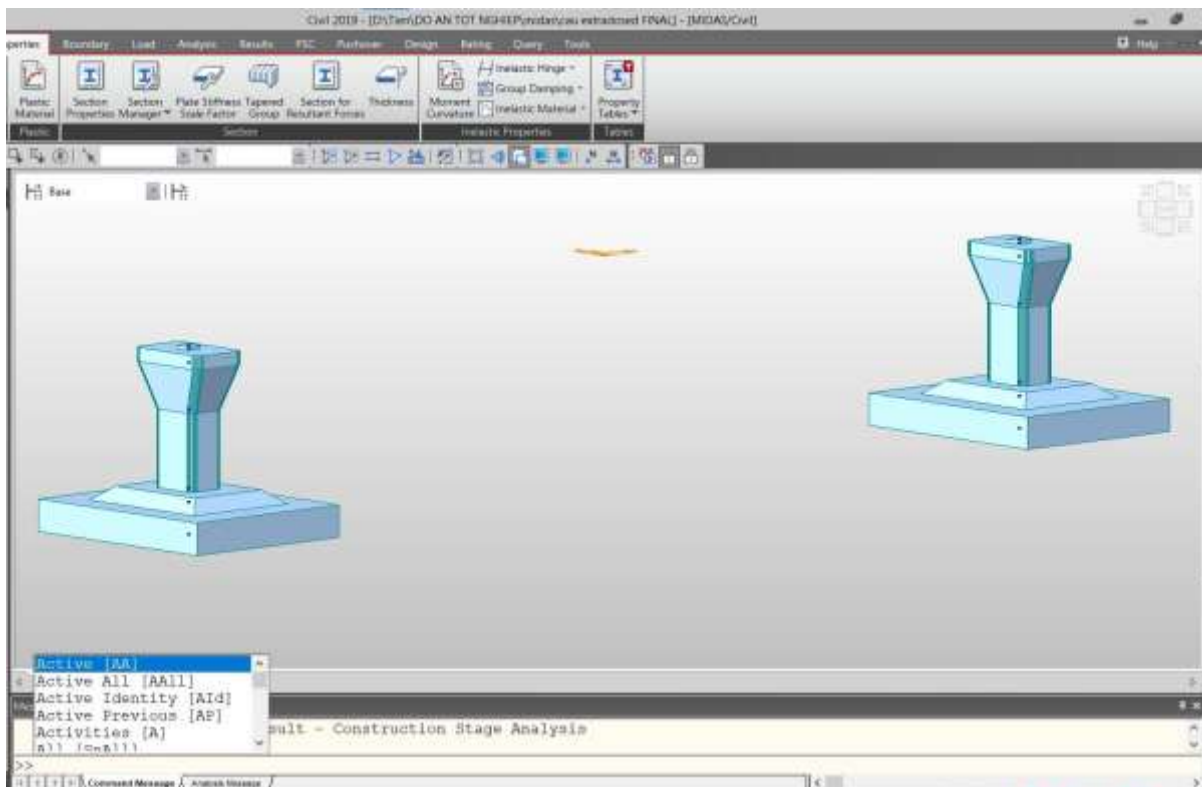 Civil 2019 - [D:\Tam\DO AN TOT NGHIEP\midas\cau extradosed FINAL] - [MIDAS/Civil]
perties Boundary Load Analysis Results PSC Pushover Design Rating Query Tools Help
Plastic Material
Section Properties
Section Manager
Plate Stiffness Scale Factor
Tapered Group
Section for Resultant Forces
Thickness
Moment Curvature
Inelastic Hinge
Group Damping
Inelastic Material
Property Tables
Plastic Section Inelastic Properties Tables
Base
Active [AA]
Active All [AAll]
Active Identity [AId]
Active Previous [AP]
Activities [A]
sult - Construction Stage Analysis
>>
Command Message Analysis Message